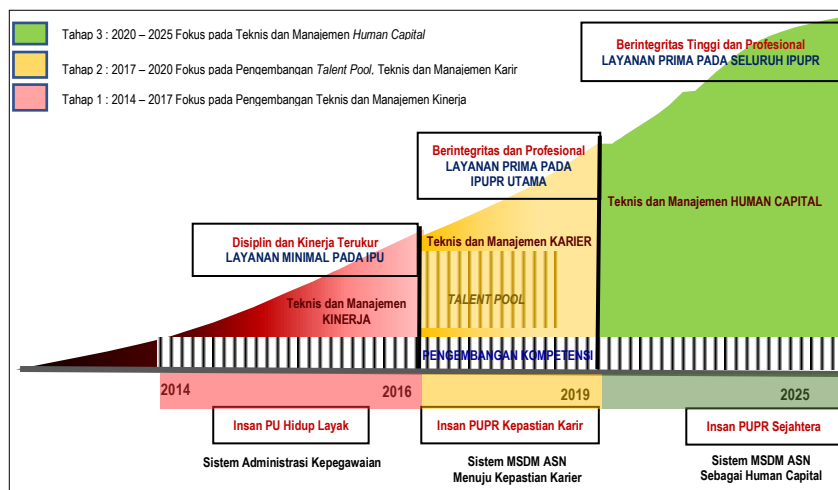 Tahap 3 : 2020 – 2025 Fokus pada Teknis dan Manajemen Human Capital
Tahap 2 : 2017 – 2020 Fokus pada Pengembangan Talent Pool, Teknis dan Manajemen Karir
Tahap 1 : 2014 – 2017 Fokus pada Pengembangan Teknis dan Manajemen Kinerja
Berintegritas Tinggi dan Profesional
LAYANAN PRIMA PADA SELURUH IPUPR
Berintegritas dan Profesional
LAYANAN PRIMA PADA
IPUPR UTAMA
Teknis dan Manajemen HUMAN CAPITAL
Disiplin dan Kinerja Terukur
LAYANAN MINIMAL PADA IPU
Teknis dan Manajemen KARIER
Teknis dan Manajemen
KINERJA
TALENT POOL
PENGEMBANGAN KOMPETENSI
2014
2016
2019
2025
Insan PU Hidup Layak
Insan PUPR Kepastian Karir
Insan PUPR Sejahtera
Sistem Administrasi Kepegawaian
Sistem MSDM ASN
Menuju Kepastian Karier
Sistem MSDM ASN
Sebagai Human Capital